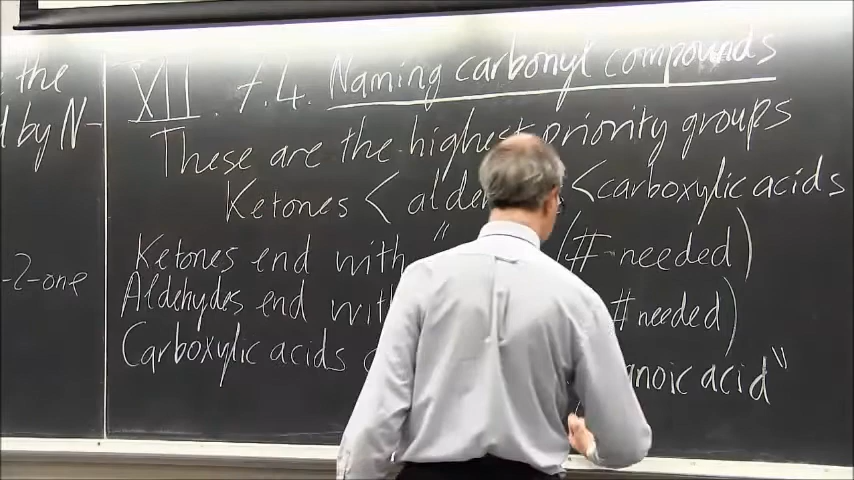 the
by N-
-2-one
XII. 7.4. Naming carbonyl compounds
These are the highest priority groups
Ketones < alde < carboxylic acids
Ketones end with " (# needed)
Aldehydes end with # needed)
Carboxylic acids anoic acid"